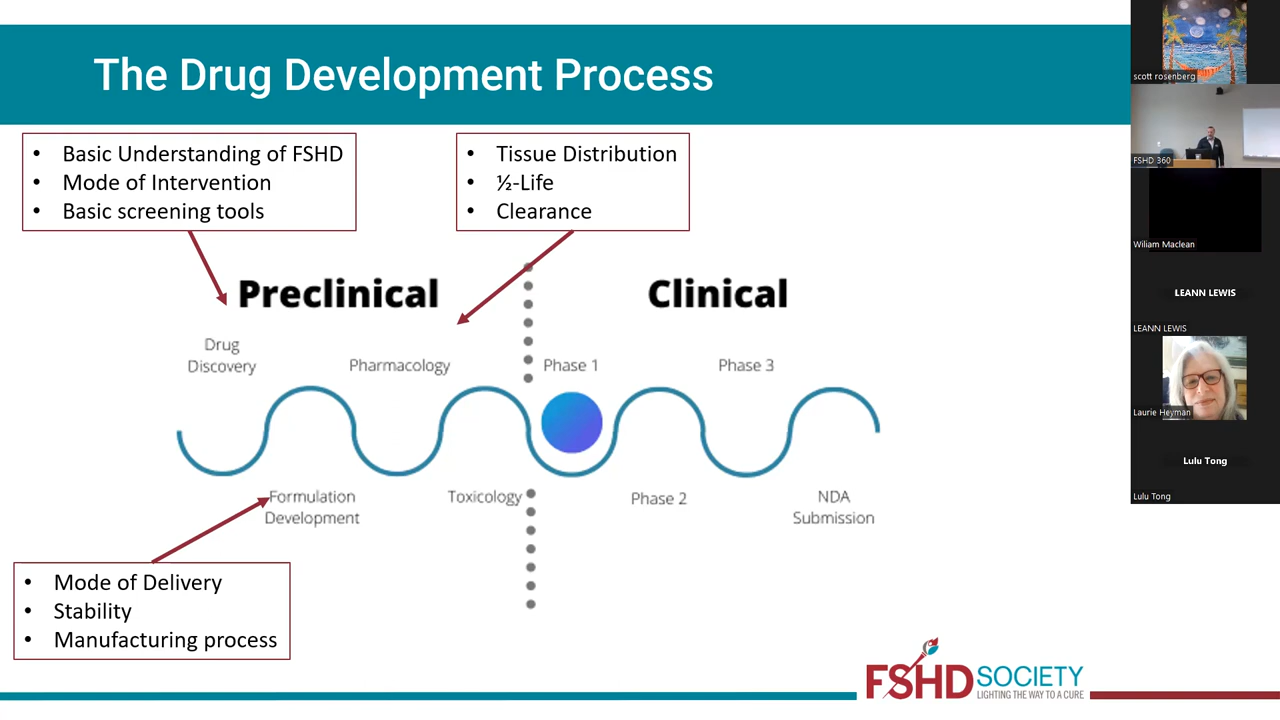 The Drug Development Process
• Basic Understanding of FSHD
• Mode of Intervention
• Basic screening tools
• Tissue Distribution
• ½-Life
• Clearance
Preclinical
Clinical
Drug
Discovery
Pharmacology
Phase 1
Phase 3
Formulation
Development
Toxicology
Phase 2
NDA
Submission
• Mode of Delivery
• Stability
• Manufacturing process
FSHD SOCIETY
LIGHTING THE WAY TO A CURE
scott rosenberg
FSHD 360
Wiliam Maclean
LEANN LEWIS
LEANN LEWIS
Laurie Heyman
Lulu Tong
Lulu Tong